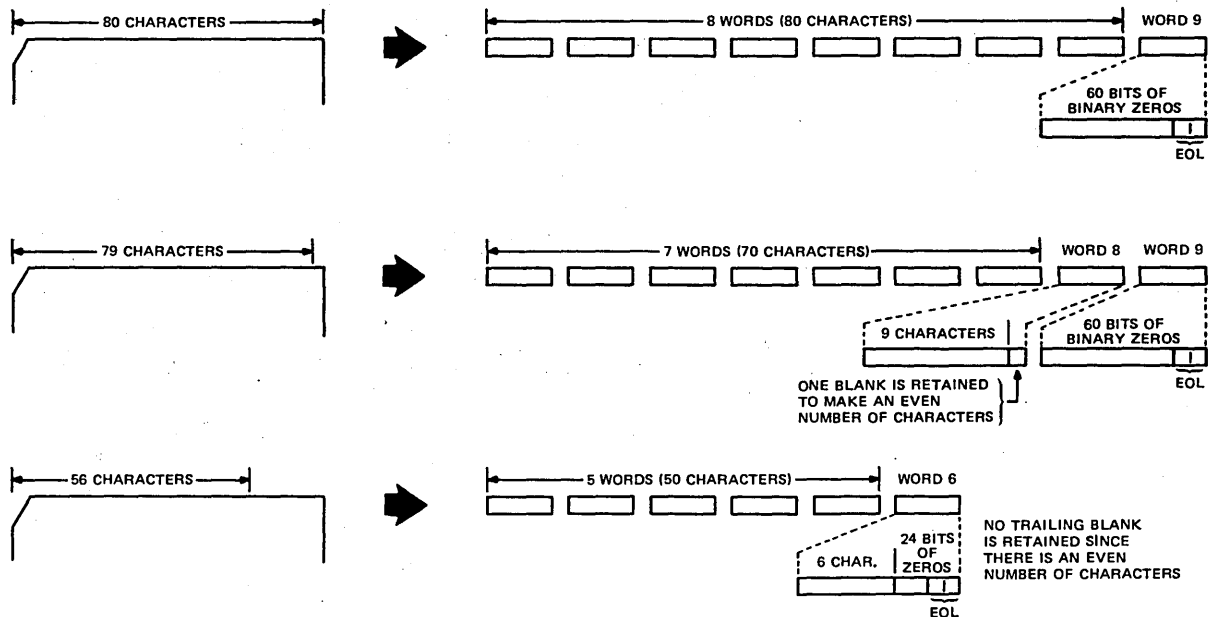 80 CHARACTERS
8 WORDS (80 CHARACTERS)
WORD 9
60 BITS OF
BINARY ZEROS
EOL
79 CHARACTERS
7 WORDS (70 CHARACTERS)
WORD 8
WORD 9
9 CHARACTERS
60 BITS OF
BINARY ZEROS
EOL
ONE BLANK IS RETAINED
TO MAKE AN EVEN
NUMBER OF CHARACTERS
56 CHARACTERS
5 WORDS (50 CHARACTERS)
WORD 6
6 CHAR.
24 BITS
OF
ZEROS
EOL
NO TRAILING BLANK
IS RETAINED SINCE
THERE IS AN EVEN
NUMBER OF CHARACTERS